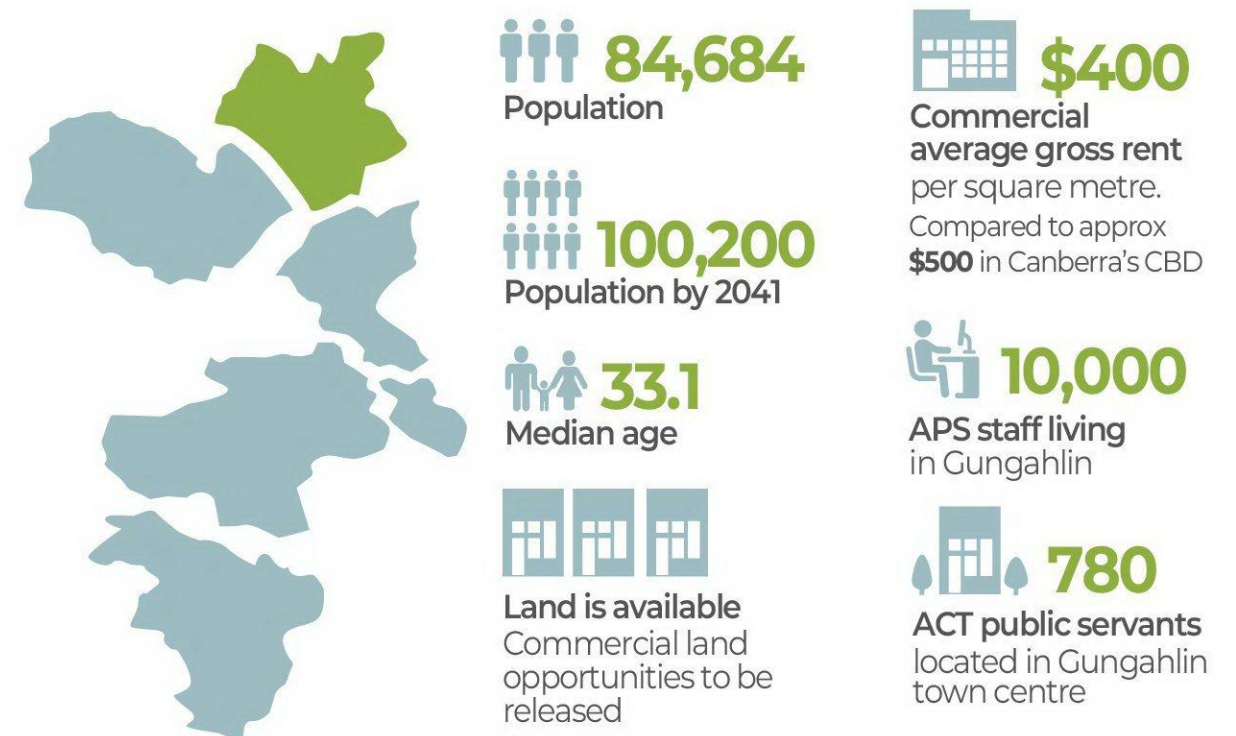 84,684
Population
100,200
Population by 2041
33.1
Median age
Land is available
Commercial land
opportunities to be
released
$400
Commercial
average gross rent
per square metre.
Compared to approx
$500 in Canberra's CBD
10,000
APS staff living
in Gungahlin
780
ACT public servants
located in Gungahlin
town centre